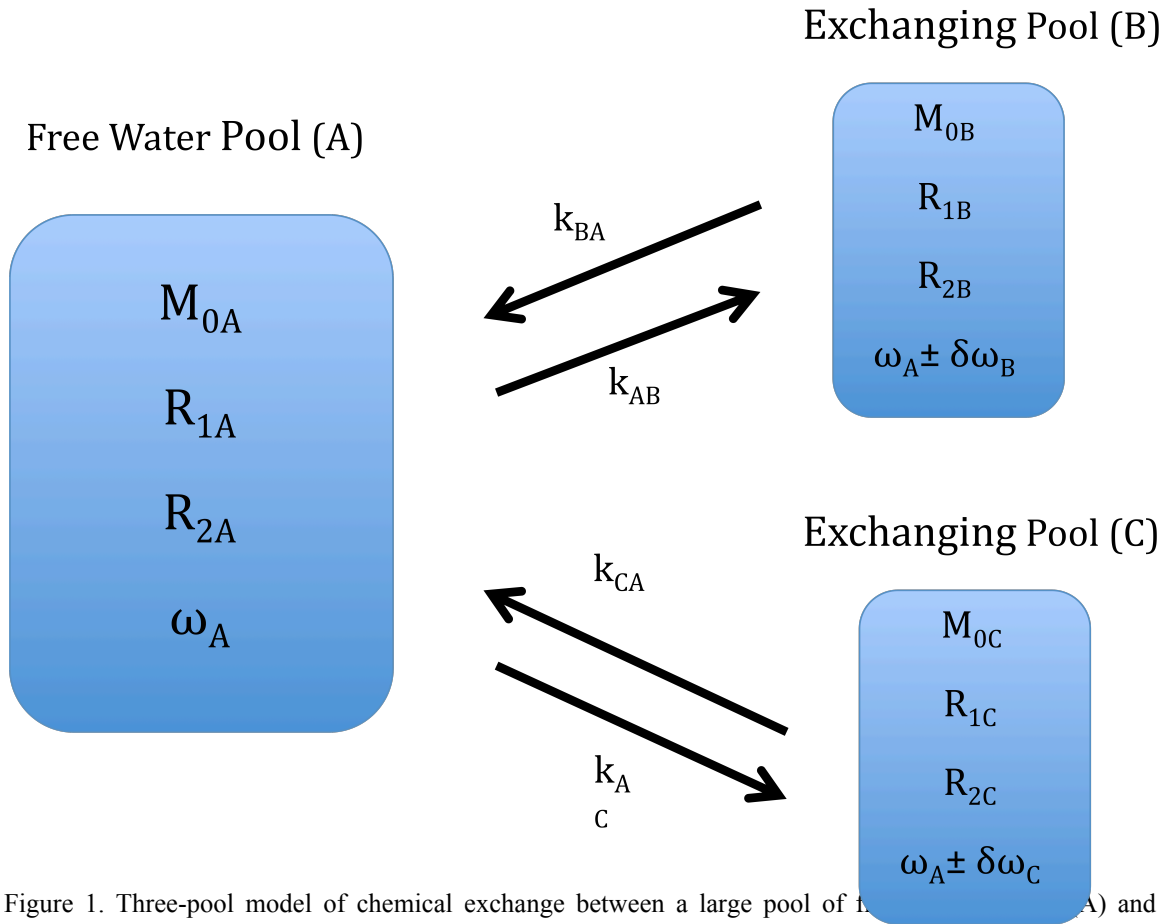 Exchanging Pool (B)
Free Water Pool (A)
M0B
R1B
R2B
ωA± δωB
M0A
R1A
R2A
ωA
kBA
kAB
Exchanging Pool (C)
kCA
kA
C
M0C
R1C
R2C
ωA± δωC
Figure 1. Three-pool model of chemical exchange between a large pool of A) and